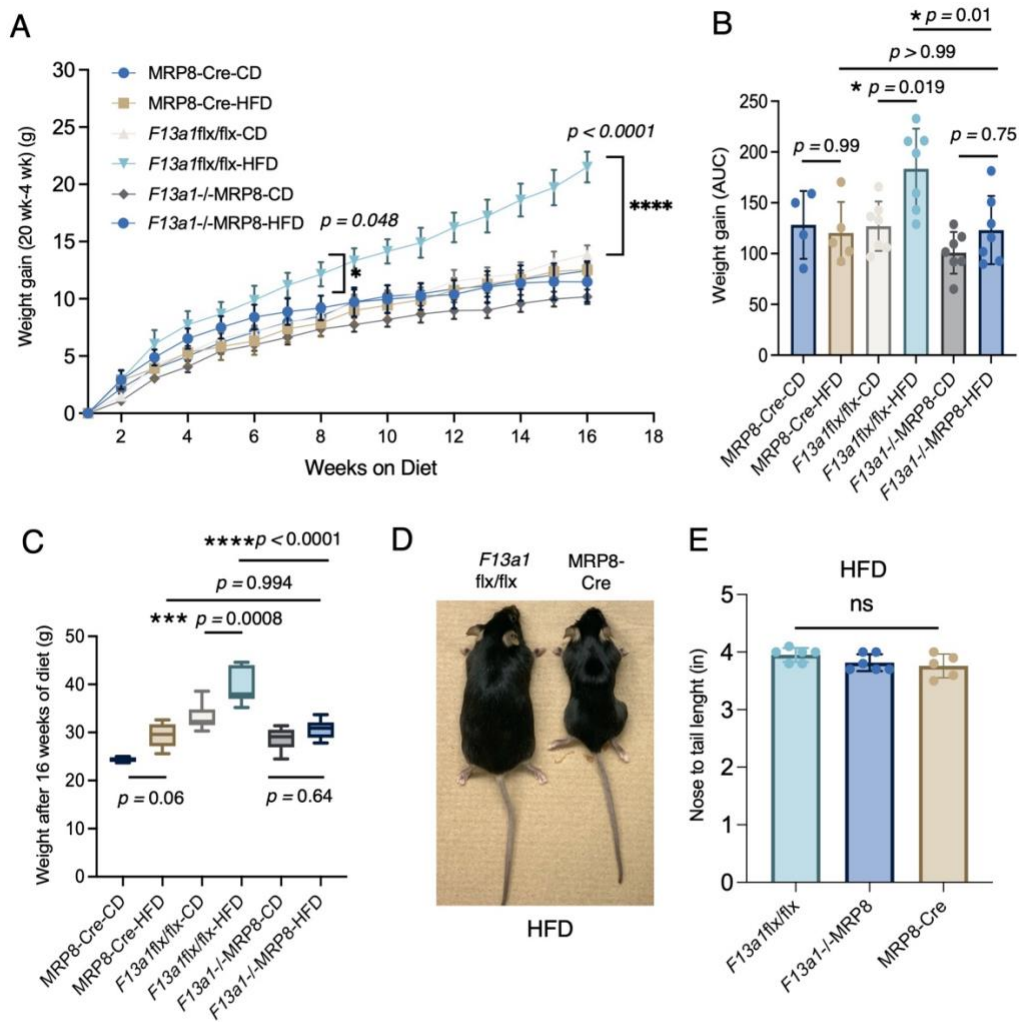 A
Weight gain (20 wk-4 wk) (g)
30
25
20
15
10
5
0
2
4
6
8
10
12
14
16
18
Weeks on Diet
MRP8-Cre-CD
MRP8-Cre-HFD
F13a1flx/flx-CD
F13a1flx/flx-HFD
F13a1-/-MRP8-CD
F13a1-/-MRP8-HFD
p = 0.048
*
p < 0.0001
****
B
* p = 0.01
p > 0.99
* p = 0.019
p = 0.99
p = 0.75
Weight gain (AUC)
250
200
150
100
50
0
MRP8-Cre-CD
MRP8-Cre-HFD
F13a1flx/flx-CD
F13a1flx/flx-HFD
F13a1-/-MRP8-CD
F13a1-/-MRP8-HFD
C
**** p < 0.0001
p = 0.994
*** p = 0.0008
Weight after 16 weeks of diet (g)
50
40
30
20
10
0
p = 0.06
p = 0.64
MRP8-Cre-CD
MRP8-Cre-HFD
F13a1flx/flx-CD
F13a1flx/flx-HFD
F13a1-/-MRP8-CD
F13a1-/-MRP8-HFD
D
F13a1
flx/flx
MRP8-
Cre
HFD
E
HFD
ns
Nose to tail lenght (in)
5
4
3
2
1
0
F13a1flx/flx
F13a1-/-MRP8
MRP8-Cre